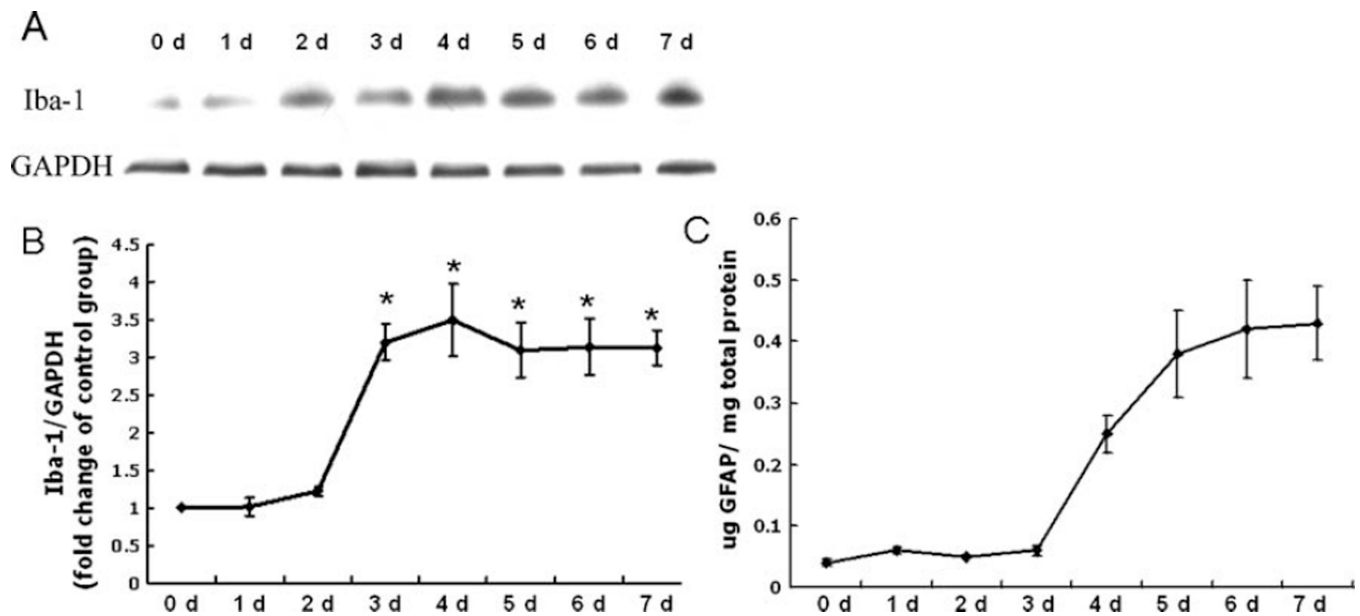 A
0 d 1 d 2 d 3 d 4 d 5 d 6 d 7 d
Iba-1
GAPDH
B
Iba-1/GAPDH
(fold change of control group)
4.5
4
3.5
3
2.5
2
1.5
1
0.5
0
* * * * *
0 d 1 d 2 d 3 d 4 d 5 d 6 d 7 d
C
ug GFAP/ mg total protein
0.6
0.5
0.4
0.3
0.2
0.1
0
0 d 1 d 2 d 3 d 4 d 5 d 6 d 7 d